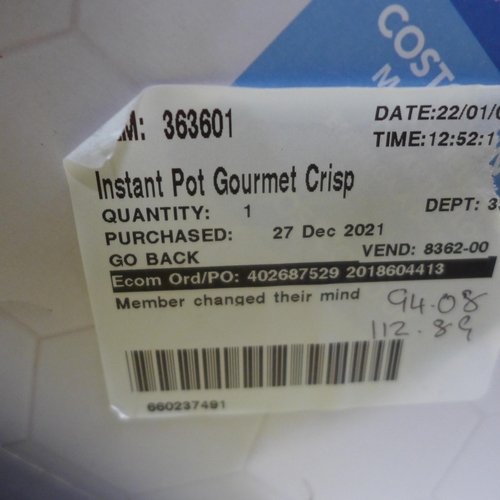 COST
M: 363601
DATE:22/01/0
TIME:12:52:1
Instant Pot Gourmet Crisp
QUANTITY: 1
DEPT: 3
PURCHASED: 27 Dec 2021
GO BACK
VEND: 8362-00
Ecom Ord/PO: 402687529 2018604413
Member changed their mind
94.08
112.89
660237491